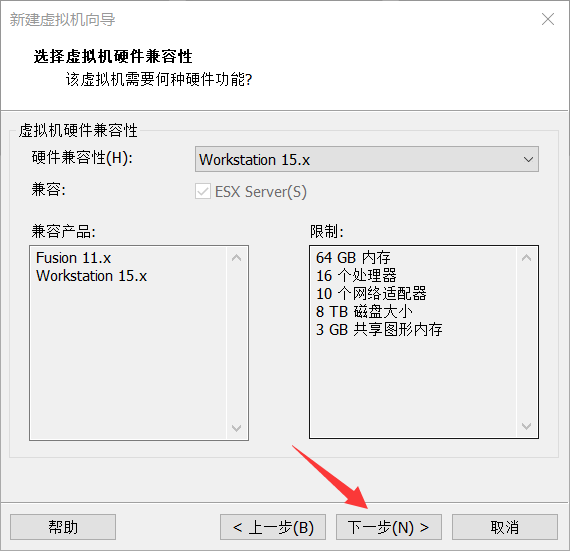 新建虚拟机向导
选择虚拟机硬件兼容性
该虚拟机需要何种硬件功能?
虚拟机硬件兼容性
硬件兼容性(H):
Workstation 15.x
兼容:
ESX Server(S)
兼容产品:
Fusion 11.x
Workstation 15.x
限制:
64 GB 内存
16 个处理器
10 个网络适配器
8 TB 磁盘大小
3 GB 共享图形内存
帮助
< 上一步(B)
下一步(N) >
取消